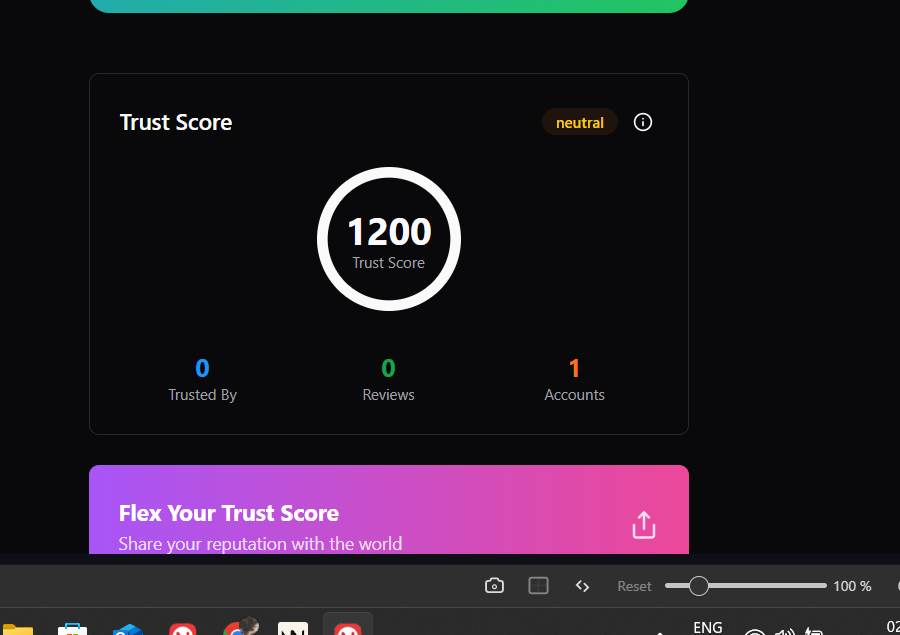 Trust Score
neutral
1200
Trust Score
0
0
1
Trusted By
Reviews
Accounts
Flex Your Trust Score
Share your reputation with the world
Reset
100 %
ENG
02